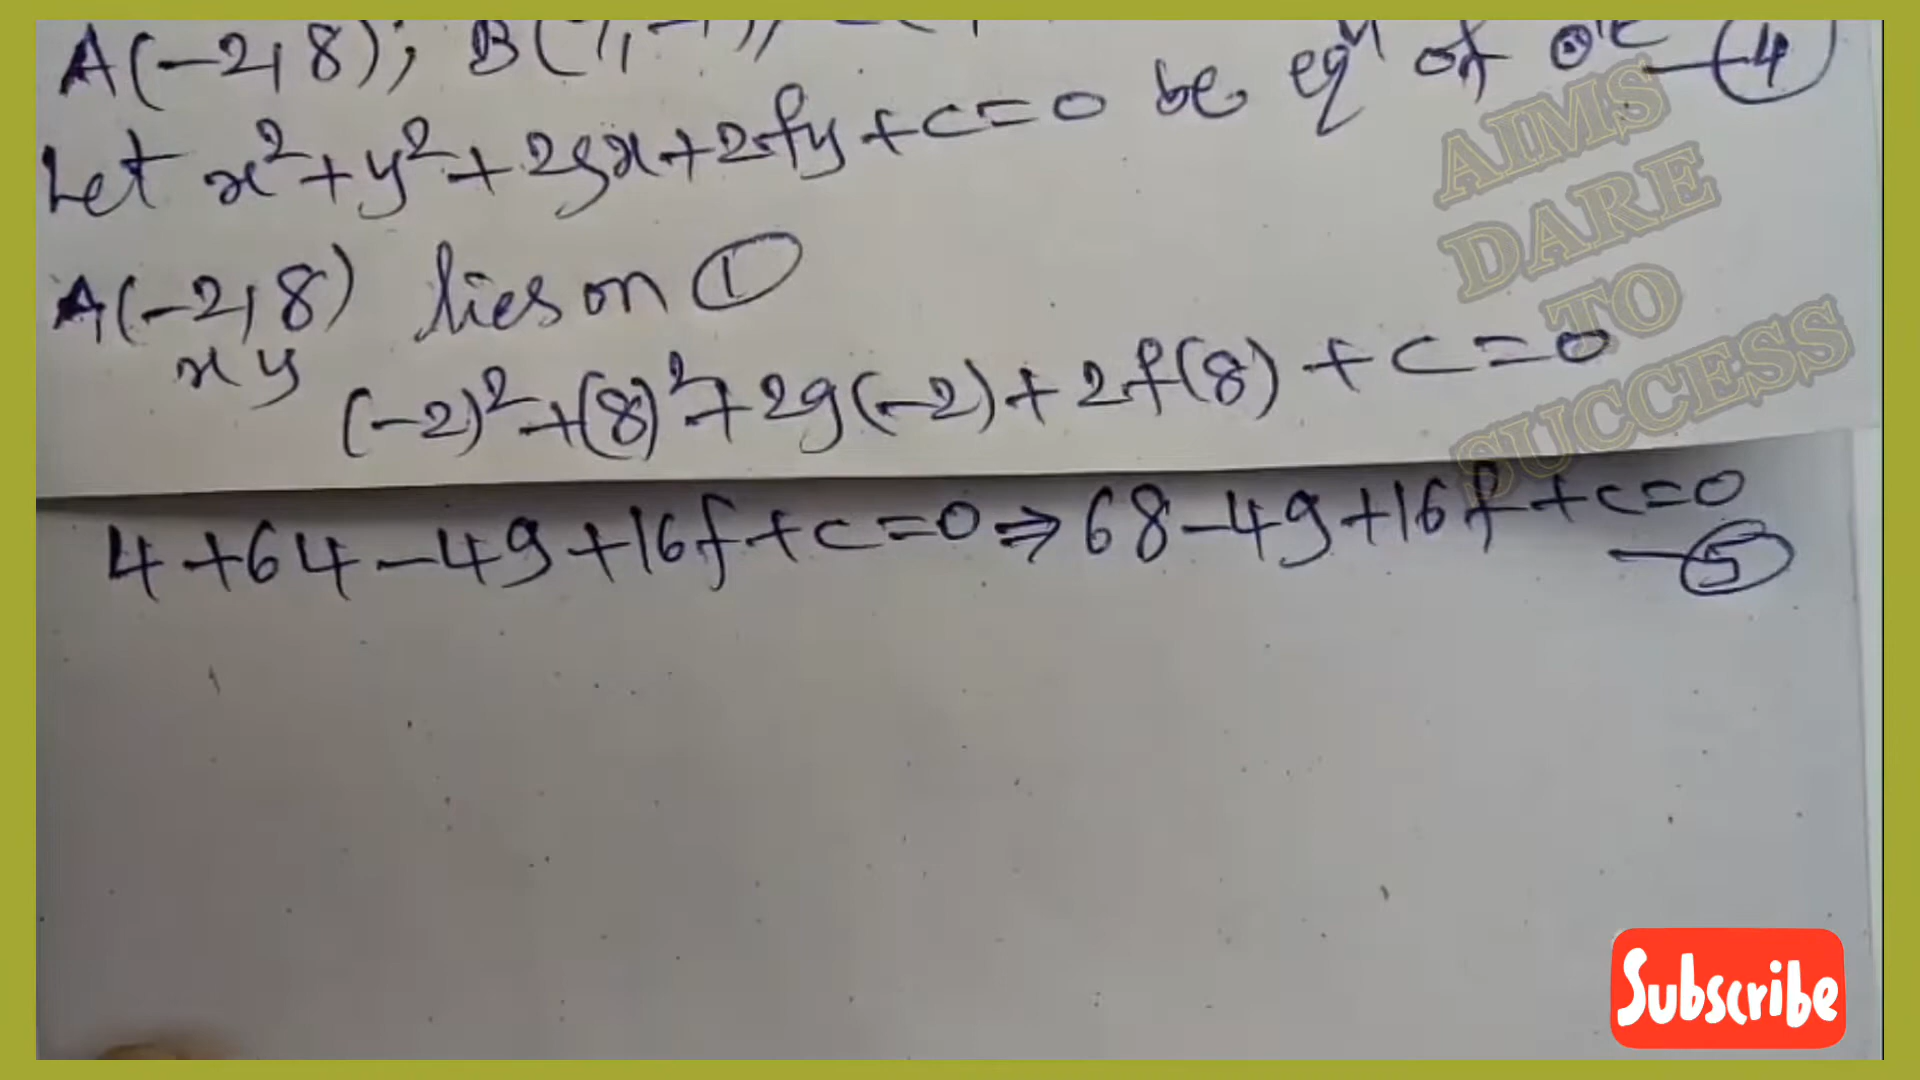 A(-2, 8); B(
Let x²+y²+2gx+2fy+c=0 be eqn of — (4)
A(-2, 8) lies on (1)
x y
(-2)²+(8)²+2g(-2)+2f(8)+c=0
4+64-4g+16f+c=0⇒68-4g+16f+c=0
— (5)
AIMS
DARE
TO
SUCCESS
Subscribe